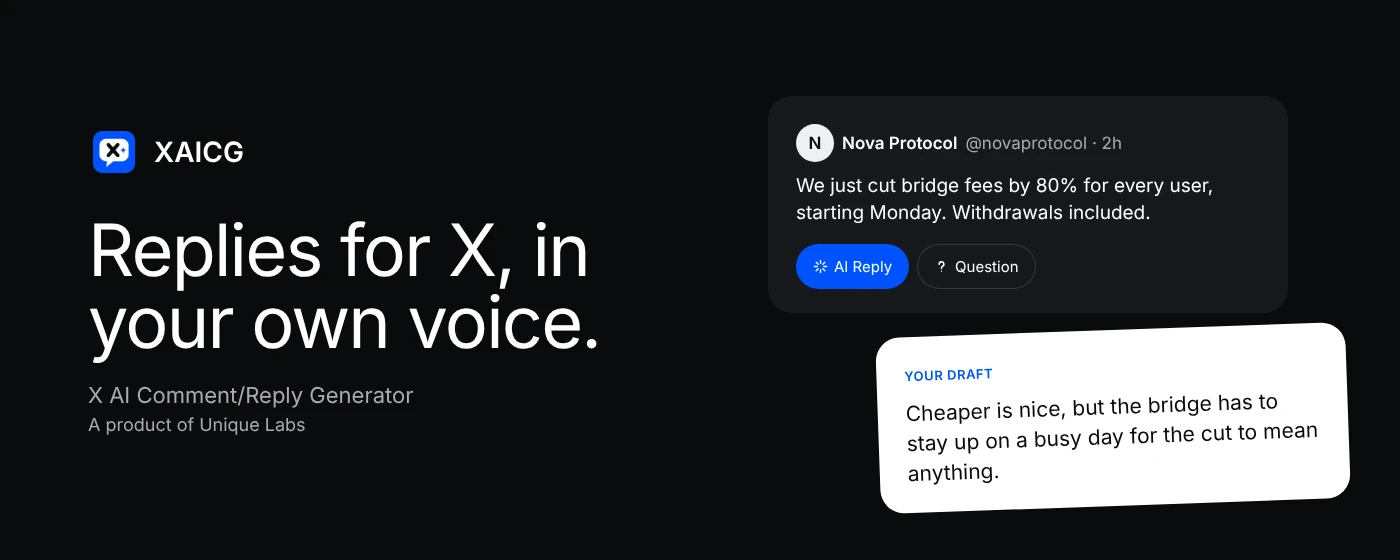 XAICG
Replies for X, in
your own voice.
X AI Comment/Reply Generator
A product of Unique Labs
N Nova Protocol @novaprotocol · 2h
We just cut bridge fees by 80% for every user,
starting Monday. Withdrawals included.
AI Reply ? Question
YOUR DRAFT
Cheaper is nice, but the bridge has to
stay up on a busy day for the cut to mean
anything.